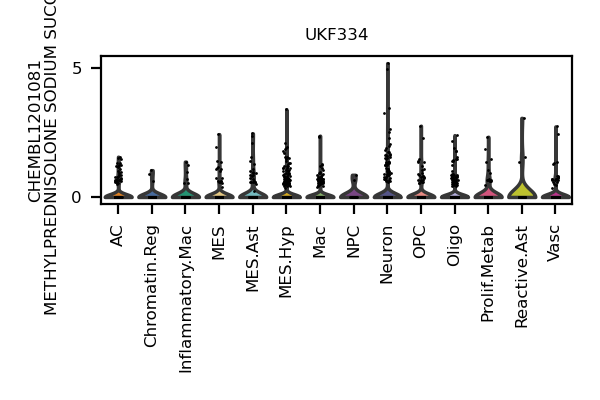 UKF334
CHEMBL1201081
METHYLPREDNISOLONE SODIUM SUCC
5
0
AC
Chromatin.Reg
Inflammatory.Mac
MES
MES.Ast
MES.Hyp
Mac
NPC
Neuron
OPC
Oligo
Prolif.Metab
Reactive.Ast
Vasc